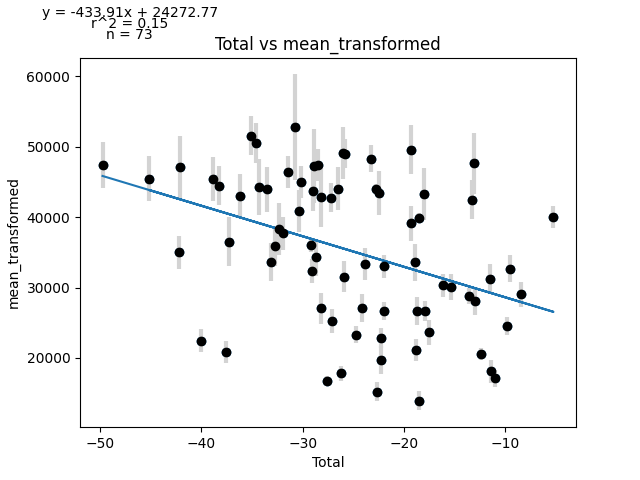 y = -433.91x + 24272.77
r^2 = 0.15
n = 73
Total vs mean_transformed
60000
50000
40000
30000
20000
mean_transformed
−50
−40
−30
−20
−10
Total